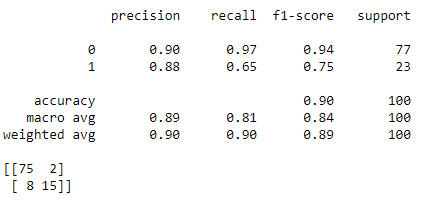 precision recall f1-score support
0 0.90 0.97 0.94 77
1 0.88 0.65 0.75 23
accuracy 0.90 100
macro avg 0.89 0.81 0.84 100
weighted avg 0.90 0.90 0.89 100
[[75 2]
[ 8 15]]